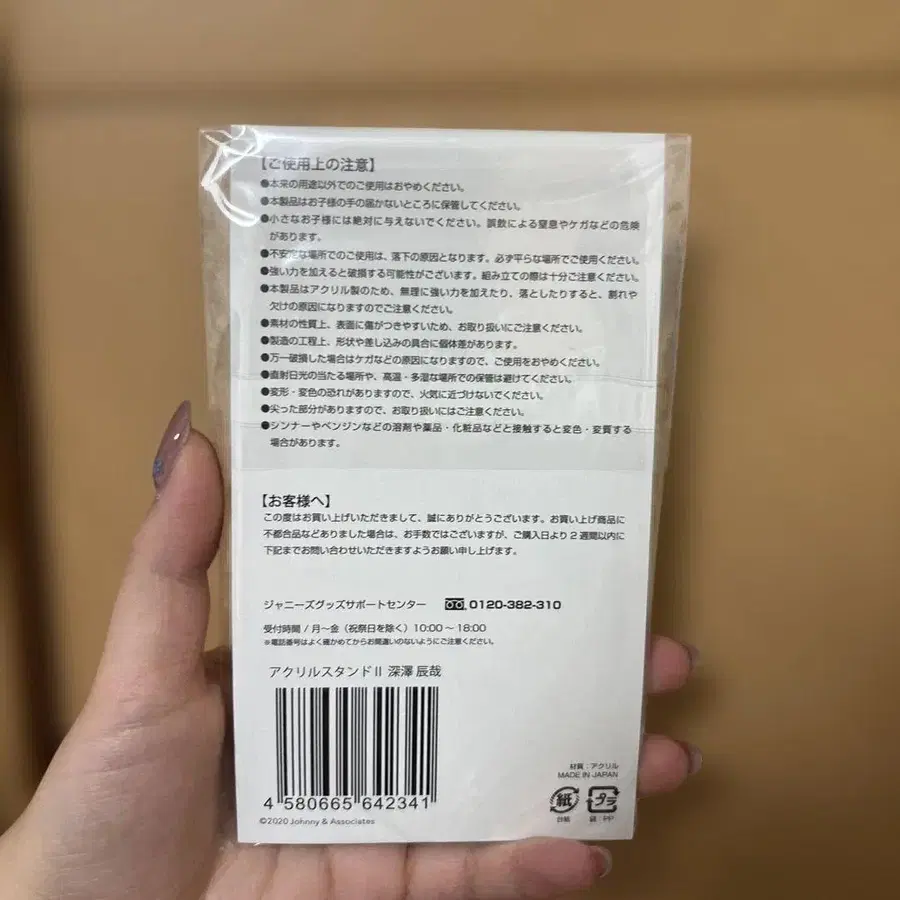 【ご使用上の注意】
●本来の用途以外でのご使用はおやめください。
●本製品はお子様の手の届かないところに保管してください。
●小さなお子様には絶対に与えないでください。誤飲による窒息やケガなどの危険
があります。
●不安定な場所でのご使用は、落下の原因となります。必ず平らな場所でご使用ください。
●強い力を加えると破損する可能性がございます。組み立ての際は十分ご注意ください。
●本製品はアクリル製のため、無理に強い力を加えたり、落としたりすると、割れや
欠けの原因になりますのでご注意ください。
●素材の性質上、表面に傷がつきやすいため、お取り扱いにご注意ください。
●製造の工程上、形状や差し込みの具合に個体差があります。
●万一破損した場合はケガなどの原因になりますので、ご使用をおやめください。
●直射日光の当たる場所や、高温・多湿な場所での保管は避けてください。
●変形・変色の恐れがありますので、火気に近づけないでください。
●尖った部分がありますので、お取り扱いにはご注意ください。
●シンナーやベンジンなどの溶剤や薬品・化粧品などと接触すると変色・変質する
場合があります。
【お客様へ】
この度はお買い上げいただきまして、誠にありがとうございます。お買い上げ商品に
不都合品などありました場合は、お手数ではございますが、ご購入日より2週間以内に
下記までお問い合わせいただきますようお願い申し上げます。
ジャニーズグッズサポートセンター 0120-382-310
受付時間 / 月～金（祝祭日を除く）10:00～18:00
※電話番号はよく確かめてからお間違いのないようにご注意ください。
アクリルスタンドⅡ 深澤 辰哉
4 580665 642341
©2020 Johnny & Associates
材質：アクリル
MADE IN JAPAN
紙 プラ
台紙 袋：PP